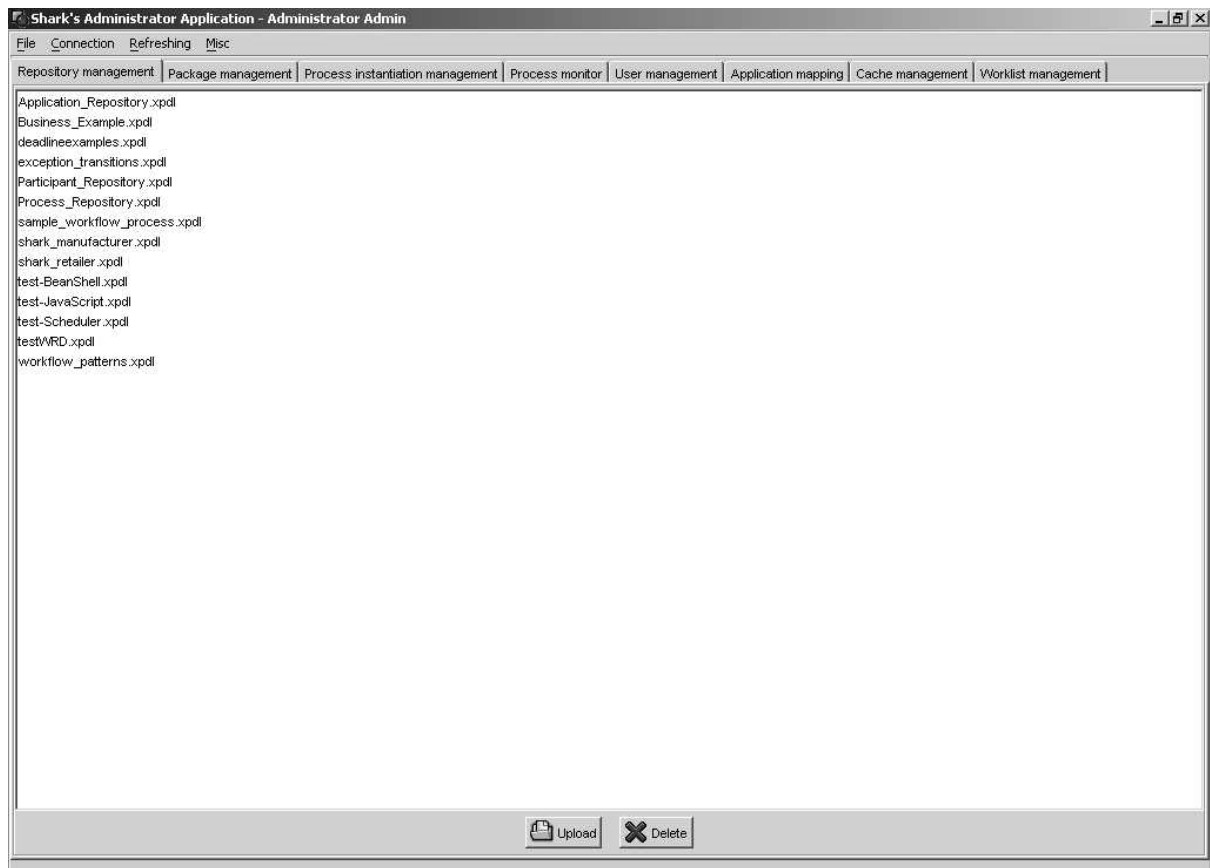 Shark's Administrator Application - Administrator Admin
File Connection Refreshing Misc
Repository management Package management Process instantiation management Process monitor User management Application mapping Cache management Worklist management
Application_Repository.xpdl
Business_Example.xpdl
deadlineexamples.xpdl
exception_transitions.xpdl
Participant_Repository.xpdl
Process_Repository.xpdl
sample_workflow_process.xpdl
shark_manufacturer.xpdl
shark_retailer.xpdl
test-BeanShell.xpdl
test-JavaScript.xpdl
test-Scheduler.xpdl
testWRD.xpdl
workflow_patterns.xpdl
Upload Delete